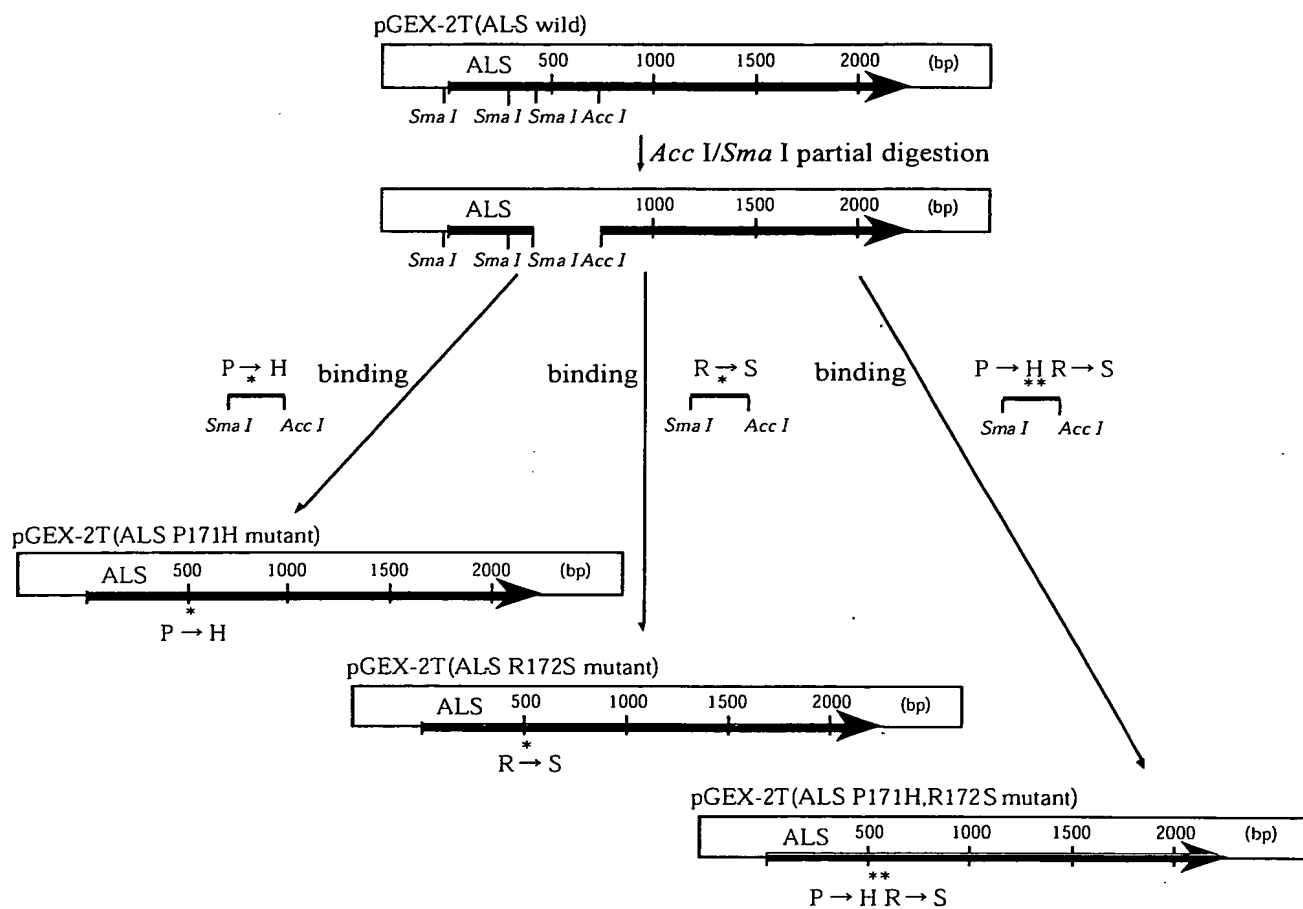 pGEX-2T(ALS wild)
ALS 500 1000 1500 2000 (bp)
Sma I Sma I Sma I Acc I
Acc I/Sma I partial digestion
ALS 1000 1500 2000 (bp)
Sma I Sma I Sma I Acc I
P → H binding binding R → S binding P → H R → S
* * **
Sma I Acc I Sma I Acc I Sma I Acc I
pGEX-2T(ALS P171H mutant)
ALS 500 1000 1500 2000 (bp)
*
P → H
pGEX-2T(ALS R172S mutant)
ALS 500 1000 1500 2000 (bp)
*
R → S
pGEX-2T(ALS P171H,R172S mutant)
ALS 500 1000 1500 2000 (bp)
**
P → H R → S